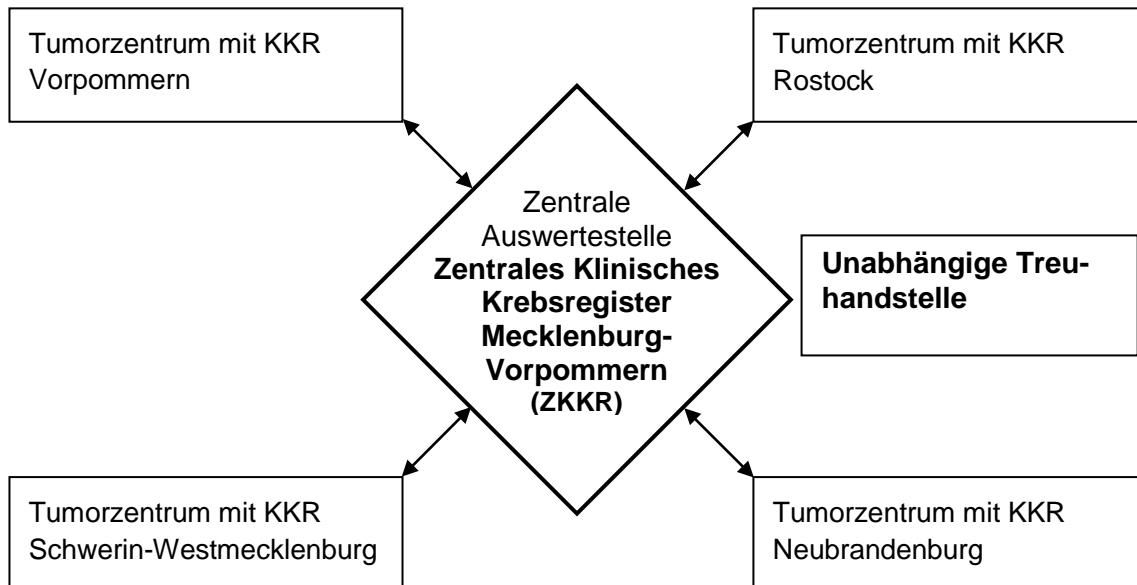 Tumorzentrum mit KKR
Vorpommern
Tumorzentrum mit KKR
Rostock
Zentrale
Auswertestelle
Zentrales Klinisches
Krebsregister
Mecklenburg-
Vorpommern
(ZKKR)
Unabhängige Treu-
handstelle
Tumorzentrum mit KKR
Schwerin-Westmecklenburg
Tumorzentrum mit KKR
Neubrandenburg